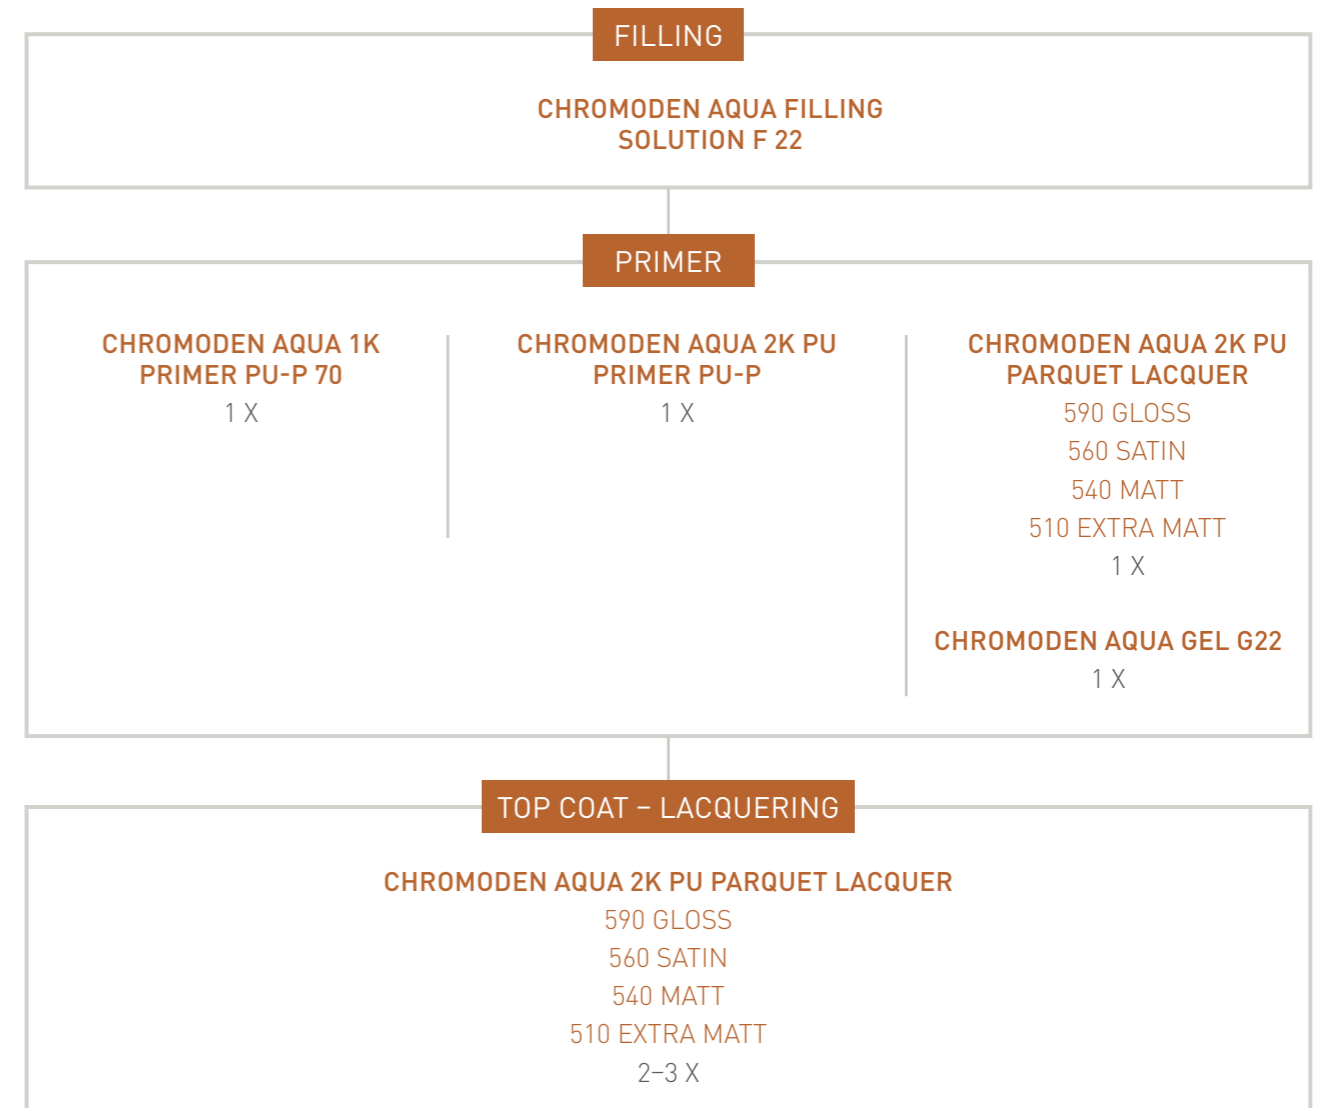 FILLING
CHROMODEN AQUA FILLING
SOLUTION F 22
PRIMER
CHROMODEN AQUA 1K
PRIMER PU-P 70
1 X
CHROMODEN AQUA 2K PU
PRIMER PU-P
1 X
CHROMODEN AQUA 2K PU
PARQUET LACQUER
590 GLOSS
560 SATIN
540 MATT
510 EXTRA MATT
1 X
CHROMODEN AQUA GEL G22
1 X
TOP COAT – LACQUERING
CHROMODEN AQUA 2K PU PARQUET LACQUER
590 GLOSS
560 SATIN
540 MATT
510 EXTRA MATT
2–3 X